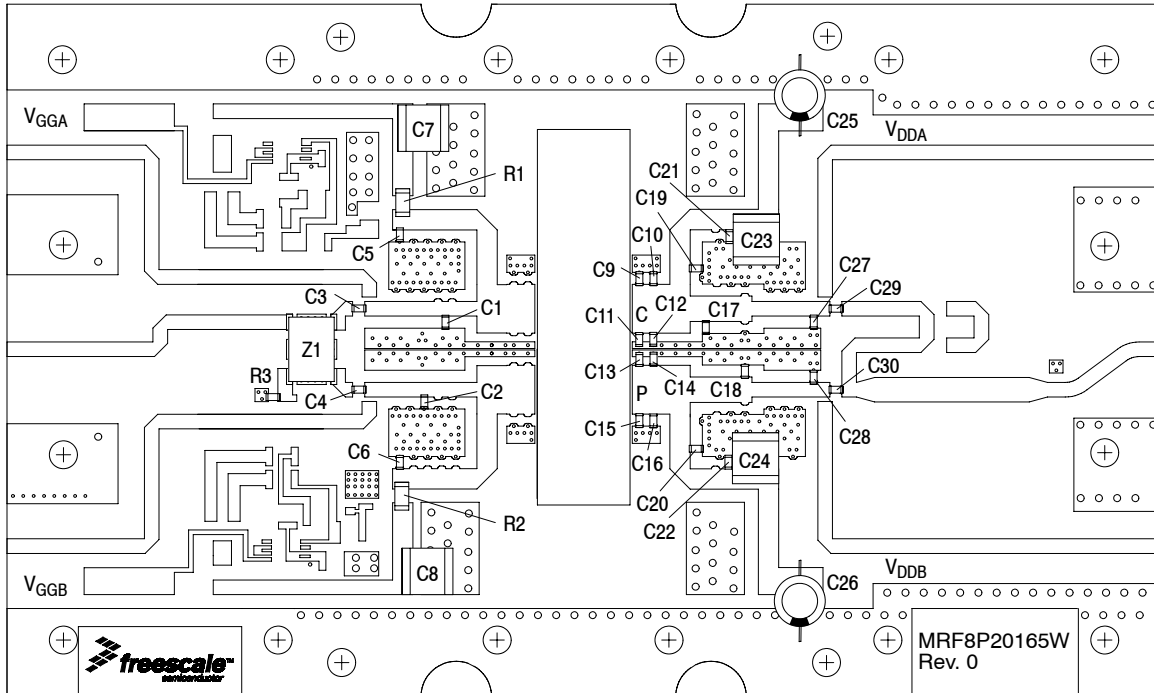 VGGA
C7
C25
VDDA
C21
R1
C19
C5
C23
C10
C9
C27
C3
C1
C29
C12
C17
C11
C
Z1
C13
C14
C18
C30
R3
C4
C2
P
C15
C28
C6
C16
C24
C20
R2
C22
C8
C26
VGGB
VDDB
freescale™
semiconductor
MRF8P20165W
Rev. 0